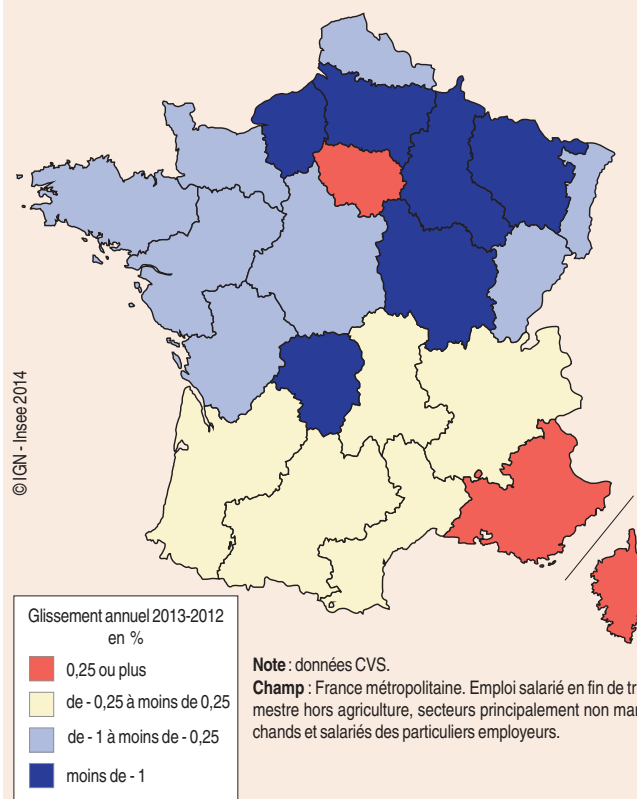 © IGN - Insee 2014
Glissement annuel 2013-2012
en %
0,25 ou plus
de - 0,25 à moins de 0,25
de - 1 à moins de - 0,25
moins de - 1
Note : données CVS.
Champ : France métropolitaine. Emploi salarié en fin de tri
mestre hors agriculture, secteurs principalement non mar
chands et salariés des particuliers employeurs.